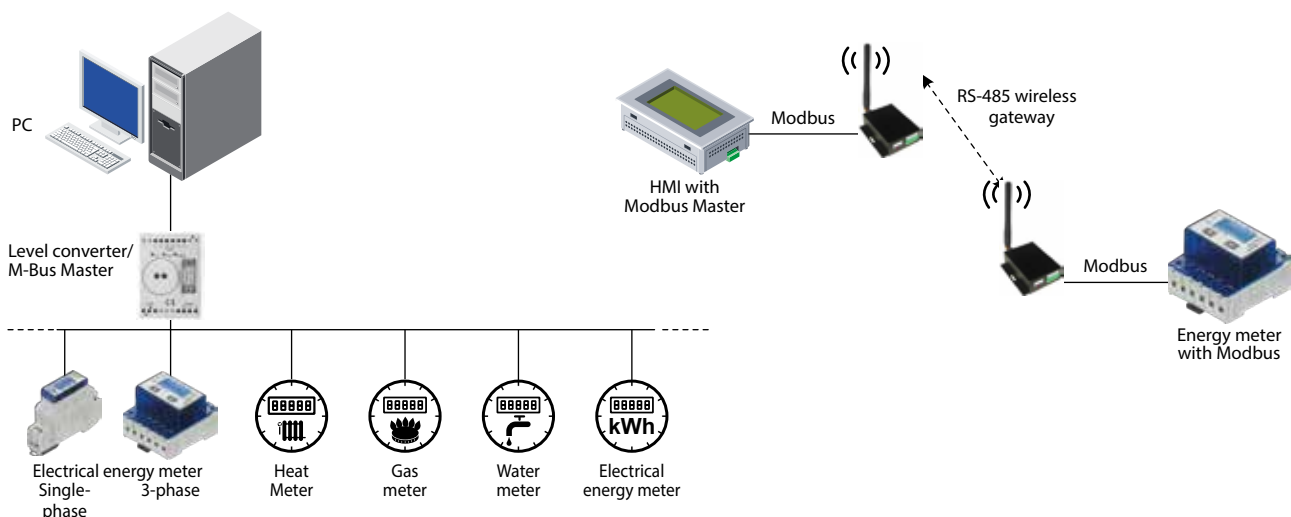 PC
Level converter/
M-Bus Master
Electrical energy meter
Single-
phase
3-phase
Heat
Meter
Gas
meter
Water
meter
kWh
Electrical
energy meter
HMI with
Modbus Master
Modbus
RS-485 wireless
gateway
Modbus
Energy meter
with Modbus